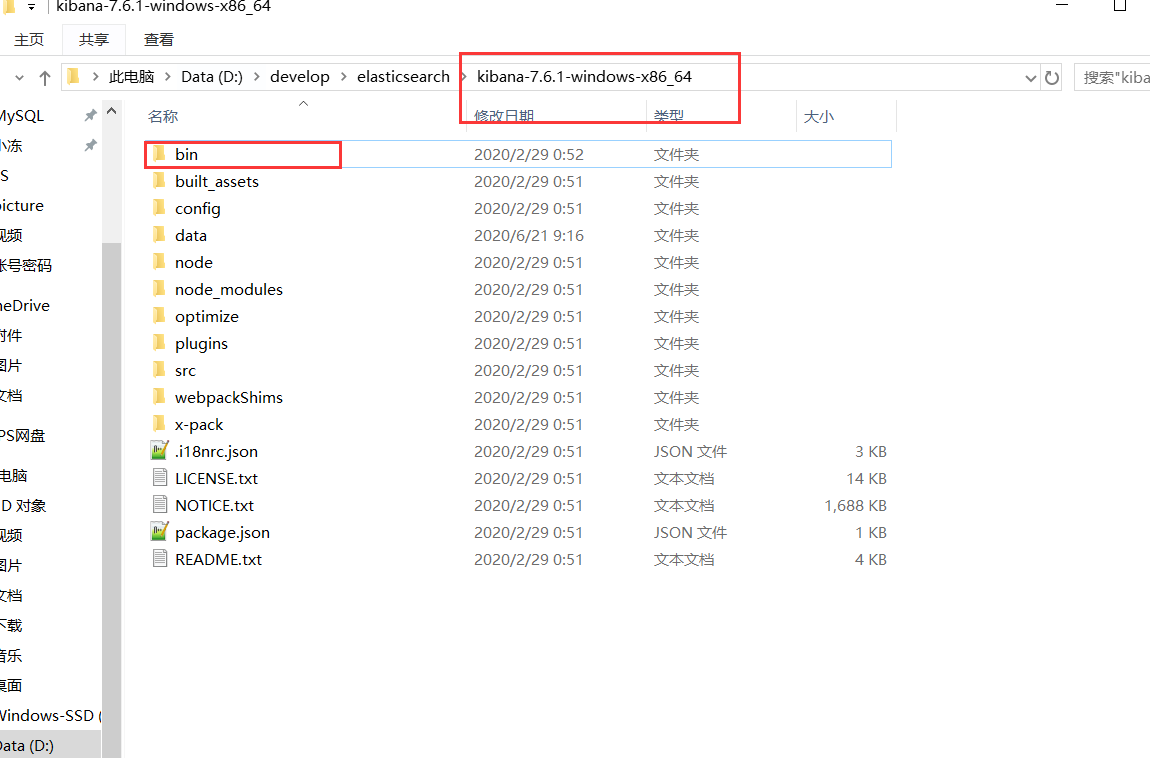 kibana-7.6.1-windows-x86_64
主页 共享 查看
此电脑 Data (D:) develop elasticsearch kibana-7.6.1-windows-x86_64 搜索"kiba
名称 修改日期 类型 大小
MySQL
小冻
S
picture
视频
账号密码
neDrive
附件
图片
文档
PS网盘
电脑
D 对象
视频
图片
文档
下载
音乐
桌面
Windows-SSD (
Data (D:)
bin 2020/2/29 0:52 文件夹
built_assets 2020/2/29 0:51 文件夹
config 2020/2/29 0:51 文件夹
data 2020/6/21 9:16 文件夹
node 2020/2/29 0:51 文件夹
node_modules 2020/2/29 0:51 文件夹
optimize 2020/2/29 0:51 文件夹
plugins 2020/2/29 0:51 文件夹
src 2020/2/29 0:51 文件夹
webpackShims 2020/2/29 0:51 文件夹
x-pack 2020/2/29 0:51 文件夹
.i18nrc.json 2020/2/29 0:51 JSON 文件 3 KB
LICENSE.txt 2020/2/29 0:51 文本文档 14 KB
NOTICE.txt 2020/2/29 0:51 文本文档 1,688 KB
package.json 2020/2/29 0:51 JSON 文件 1 KB
README.txt 2020/2/29 0:51 文本文档 4 KB